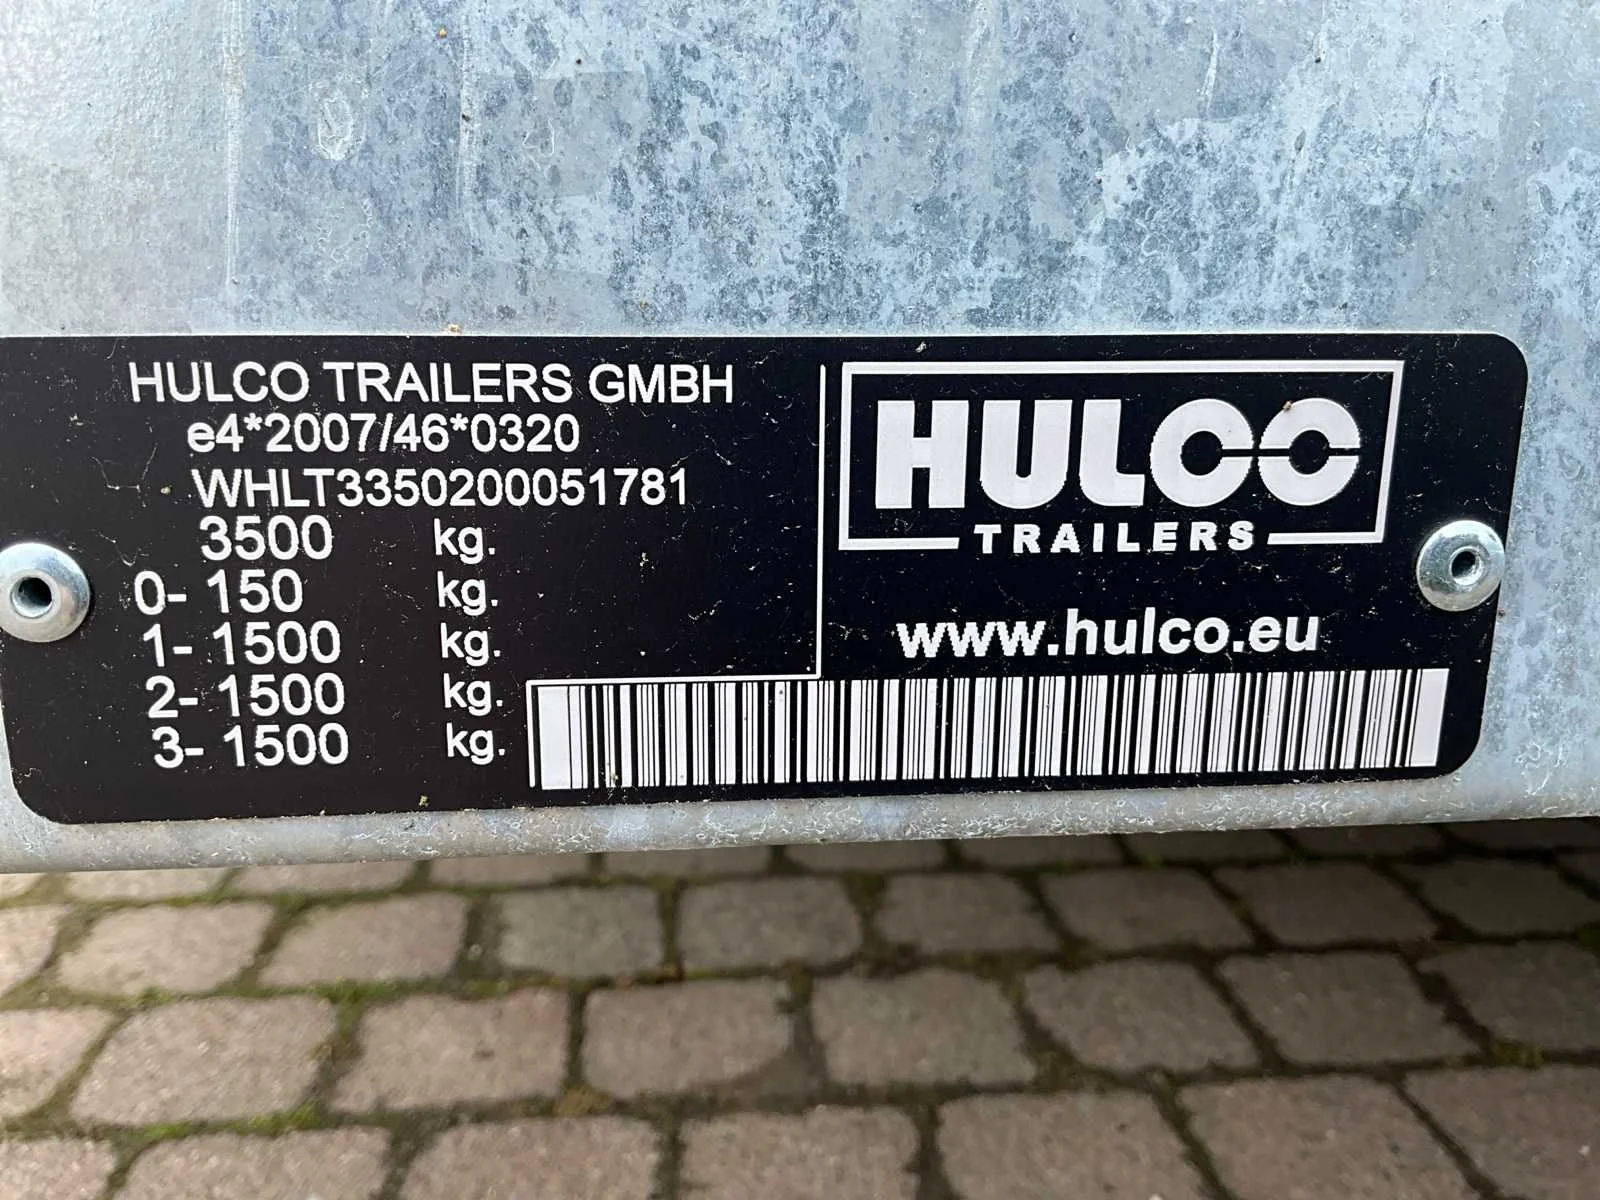 HULCO TRAILERS GMBH
e4*2007/46*0320
WHLT3350200051781
3500 kg.
0- 150 kg.
1- 1500 kg.
2- 1500 kg.
3- 1500 kg.
HULCO
TRAILERS
www.hulco.eu